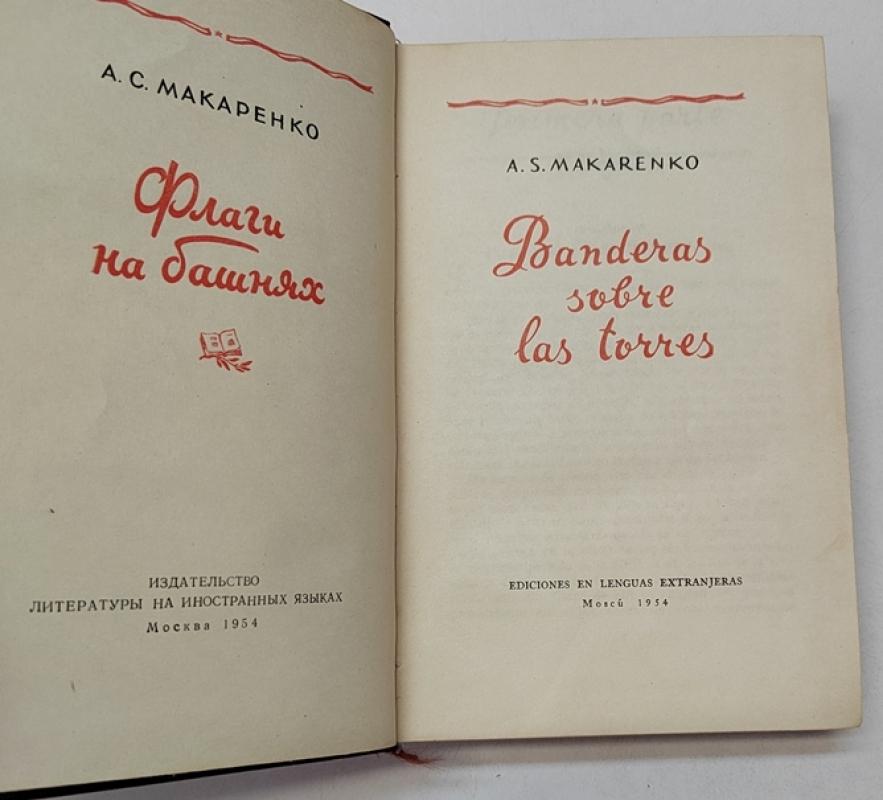 А. С. МАКАРЕНКО
Флаги
на башнях
ИЗДАТЕЛЬСТВО
ЛИТЕРАТУРЫ НА ИНОСТРАННЫХ ЯЗЫКАХ
Москва 1954
A. S. MAKARENKO
Banderas
sobre
las torres
EDICIONES EN LENGUAS EXTRANJERAS
Moscú 1954